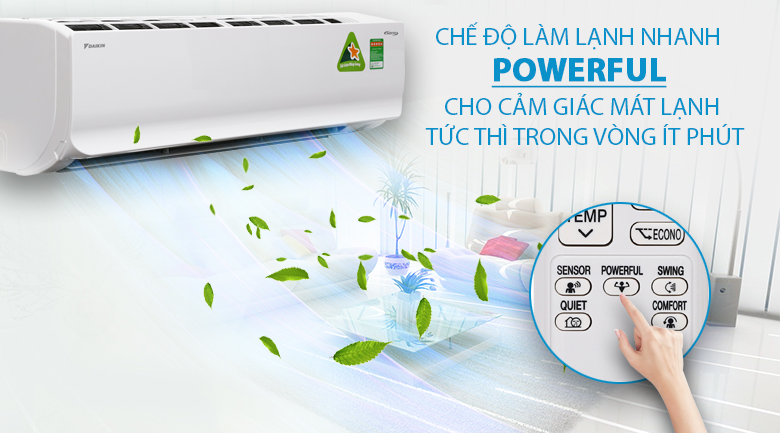 DAIKIN
CHẾ ĐỘ LÀM LẠNH NHANH
POWERFUL
CHO CẢM GIÁC MÁT LẠNH
TỨC THÌ TRONG VÒNG ÍT PHÚT
TEMP
ECONO
SENSOR POWERFUL SWING
QUIET COMFORT